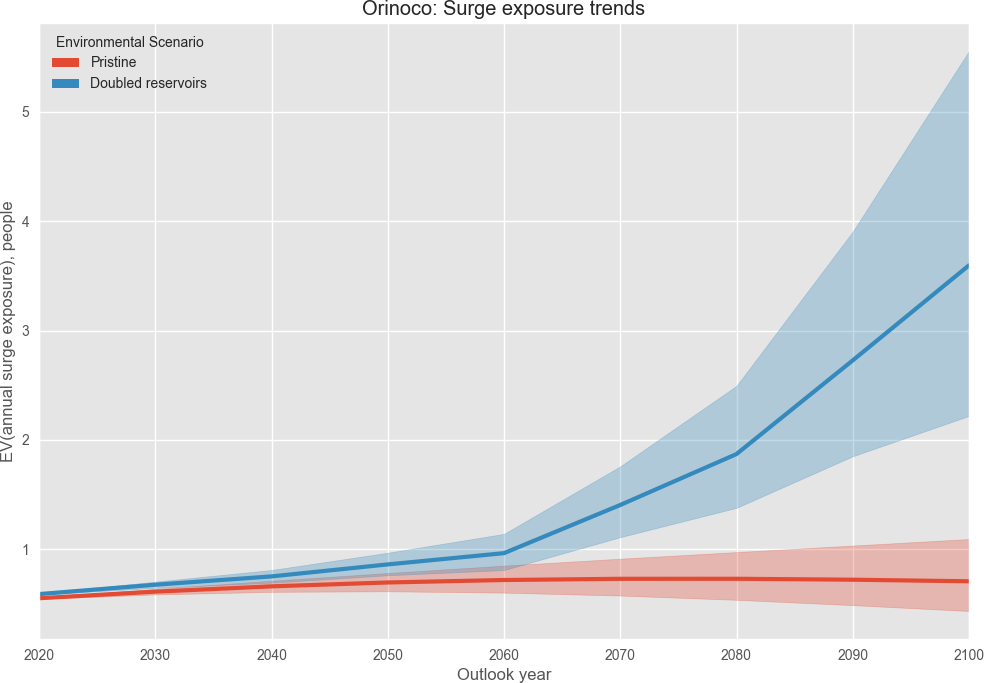 Orinoco: Surge exposure trends
Environmental Scenario
Pristine
Doubled reservoirs
EV(annual surge exposure), people
5
4
3
2
1
2020 2030 2040 2050 2060 2070 2080 2090 2100
Outlook year